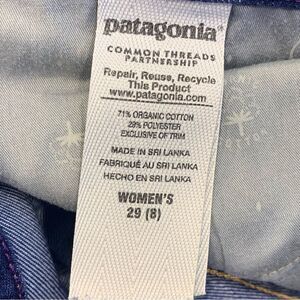 patagonia®
COMMON THREADS
PARTNERSHIP
Repair, Reuse, Recycle
This Product
www.patagonia.com
71% ORGANIC COTTON
29% POLYESTER
EXCLUSIVE OF TRIM
MADE IN SRI LANKA
FABRIQUÉ AU SRI LANKA
HECHO EN SRI LANKA
WOMEN'S
29 (8)